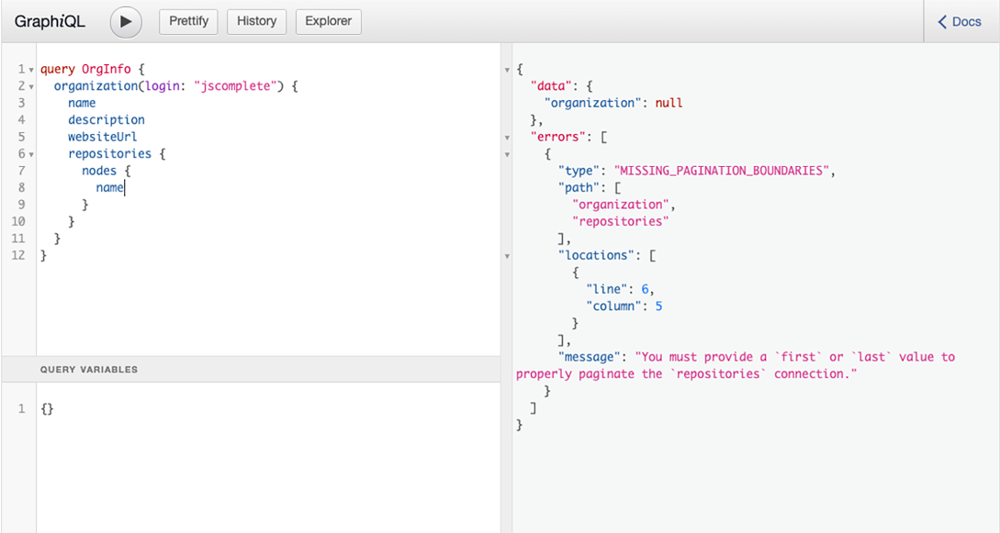 GraphiQL Prettify History Explorer Docs
1 query OrgInfo {
2 organization(login: "jscomplete") {
3 name
4 description
5 websiteUrl
6 repositories {
7 nodes {
8 name
9 }
10 }
11 }
12 }
QUERY VARIABLES
1 {}
{
"data": {
"organization": null
},
"errors": [
{
"type": "MISSING_PAGINATION_BOUNDARIES",
"path": [
"organization",
"repositories"
],
"locations": [
{
"line": 6,
"column": 5
}
],
"message": "You must provide a `first` or `last` value to
properly paginate the `repositories` connection."
}
]
}